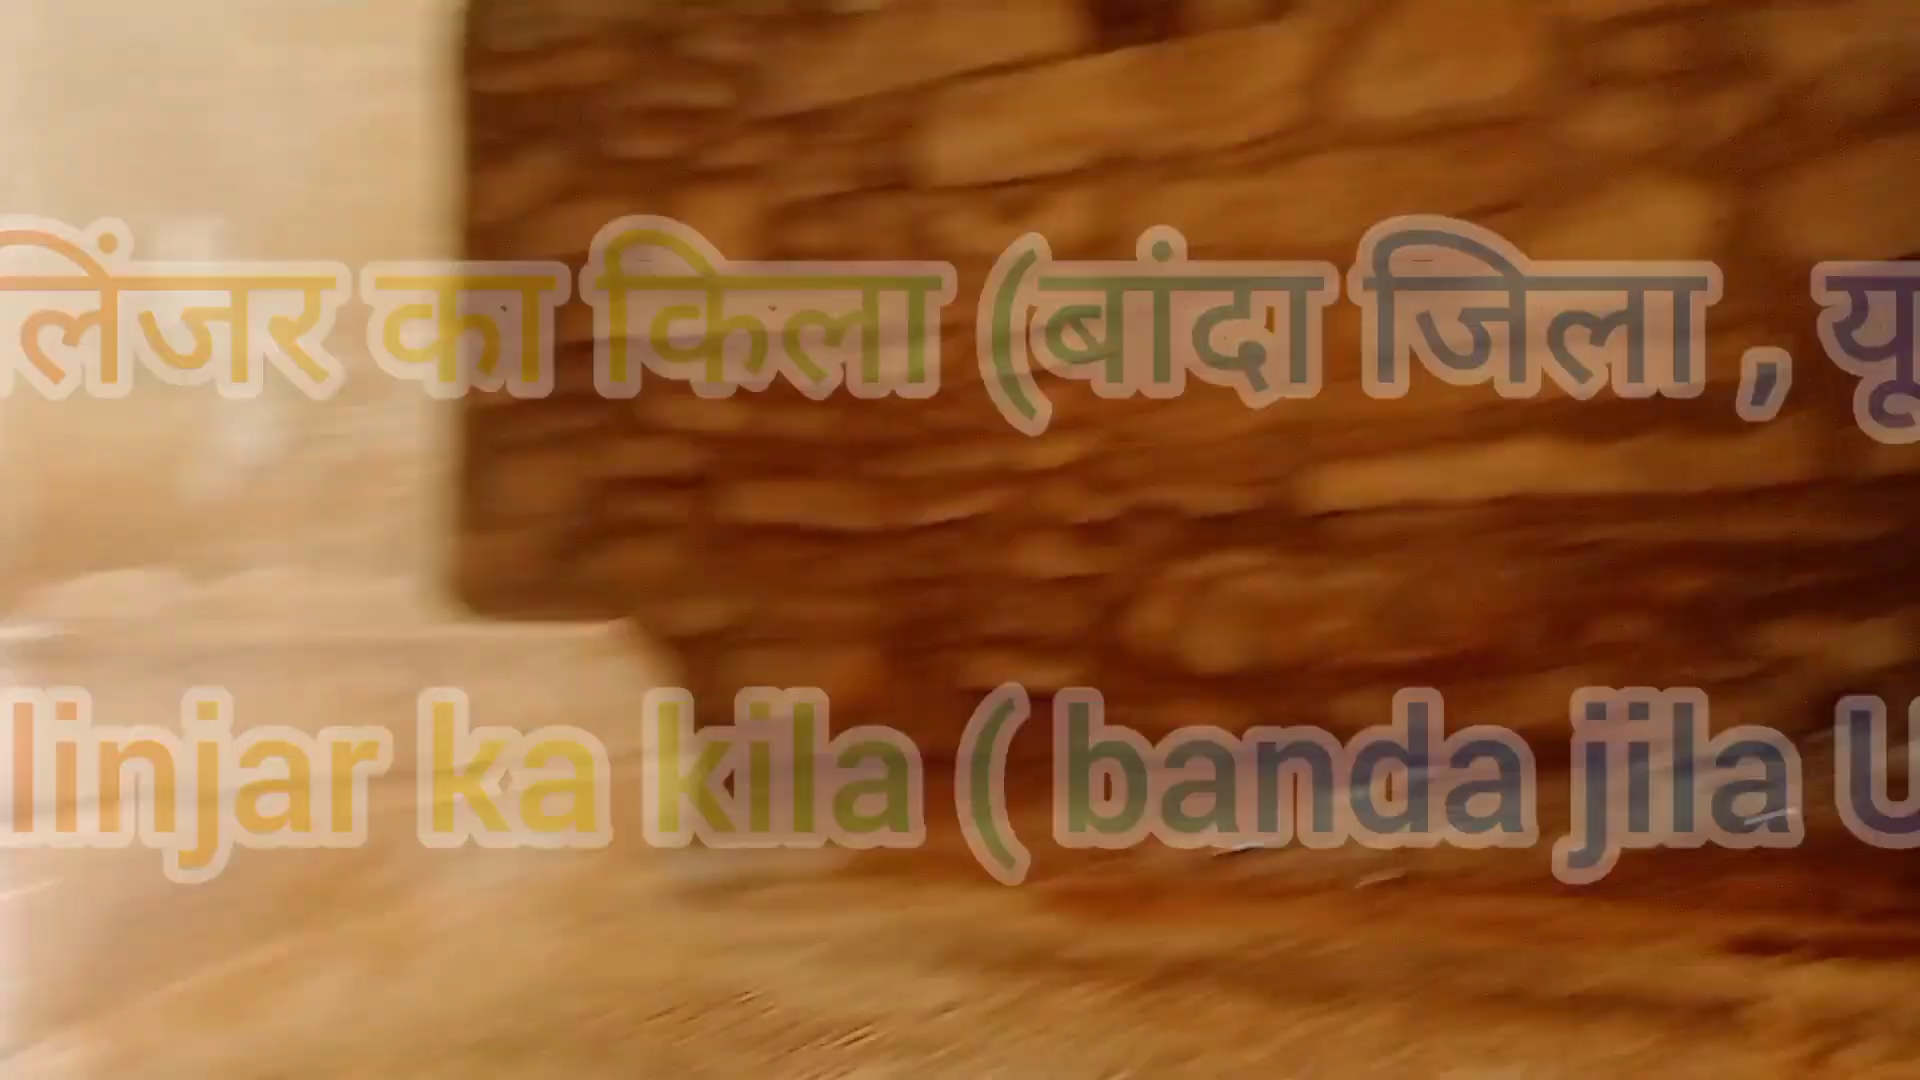 लिंजर का किला (बांदा जिला , यू
linjar ka kila ( banda jila U